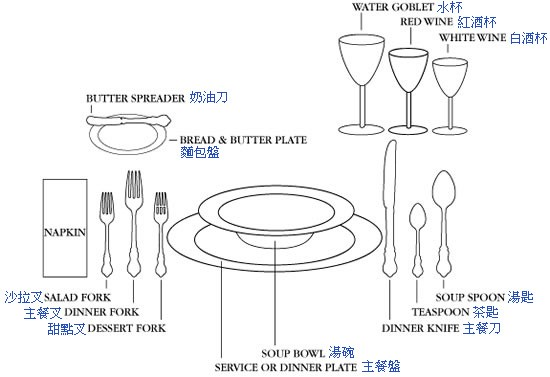 WATER GOBLET 水杯
RED WINE 紅酒杯
WHITE WINE 白酒杯
BUTTER SPREADER 奶油刀
BREAD & BUTTER PLATE
麵包盤
NAPKIN
沙拉叉 SALAD FORK
主餐叉 DINNER FORK
甜點叉 DESSERT FORK
SOUP SPOON 湯匙
TEASPOON 茶匙
DINNER KNIFE 主餐刀
SOUP BOWL 湯碗
SERVICE OR DINNER PLATE 主餐盤